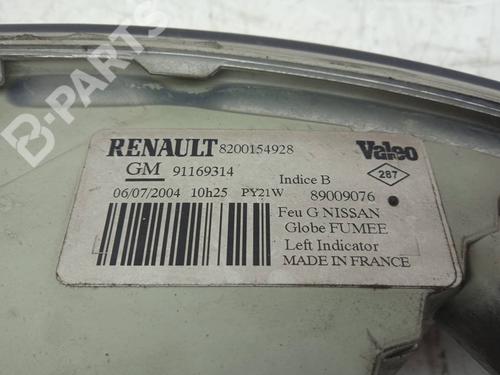 RENAULT 8200154928 Valeo
GM 91169314 Indice B 287
06/07/2004 10h25 PY21W 89009076
Feu G NISSAN
Globe FUMEE
Left Indicator
MADE IN FRANCE
B-PARTS